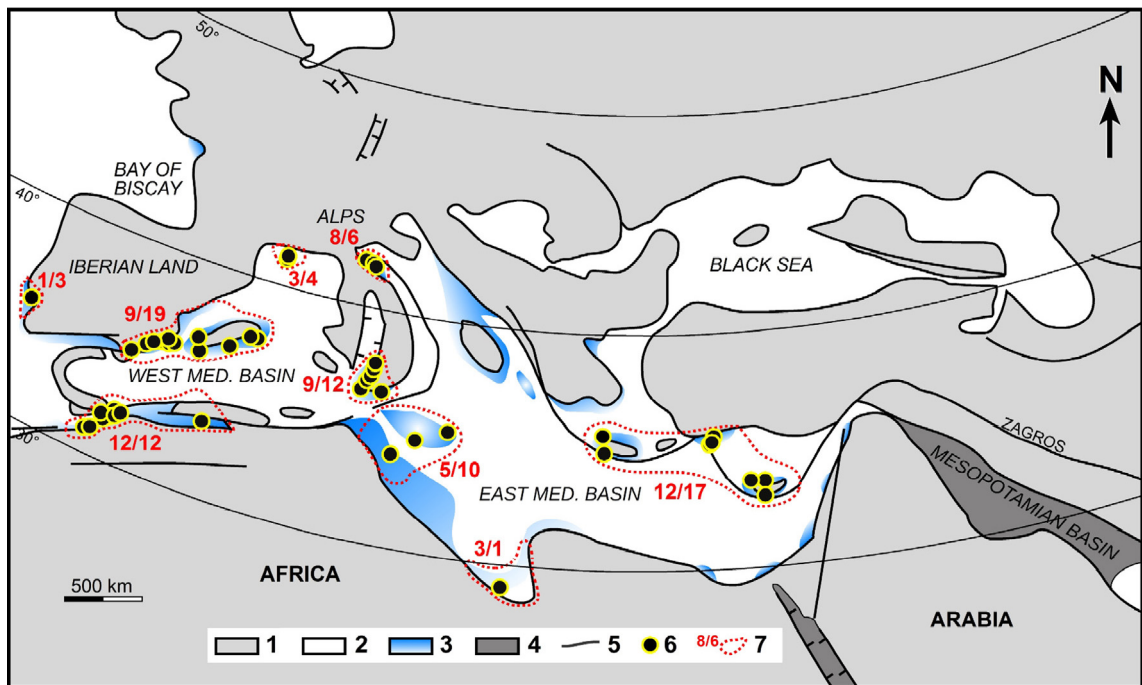 50°
N
BAY OF
BISCAY
40°
ALPS
8/6
IBERIAN LAND
3/4
BLACK SEA
1/3
9/19
WEST MED. BASIN
9/12
30°
12/12
5/10
ZAGROS
EAST MED. BASIN
12/17
MESOPOTAMIAN BASIN
3/1
AFRICA
500 km
ARABIA
1 2 3 4 5 6 8/6 7